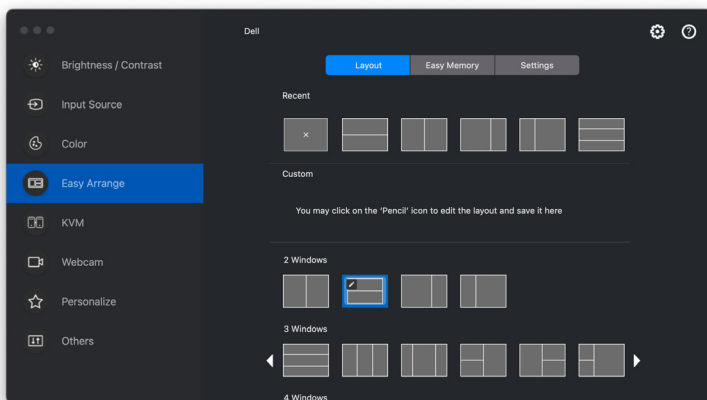 Dell
Brightness / Contrast
Input Source
Color
Easy Arrange
KVM
Webcam
Personalize
Others
Layout
Easy Memory
Settings
Recent
Custom
You may click on the 'Pencil' icon to edit the layout and save it here
2 Windows
3 Windows
4 Windows